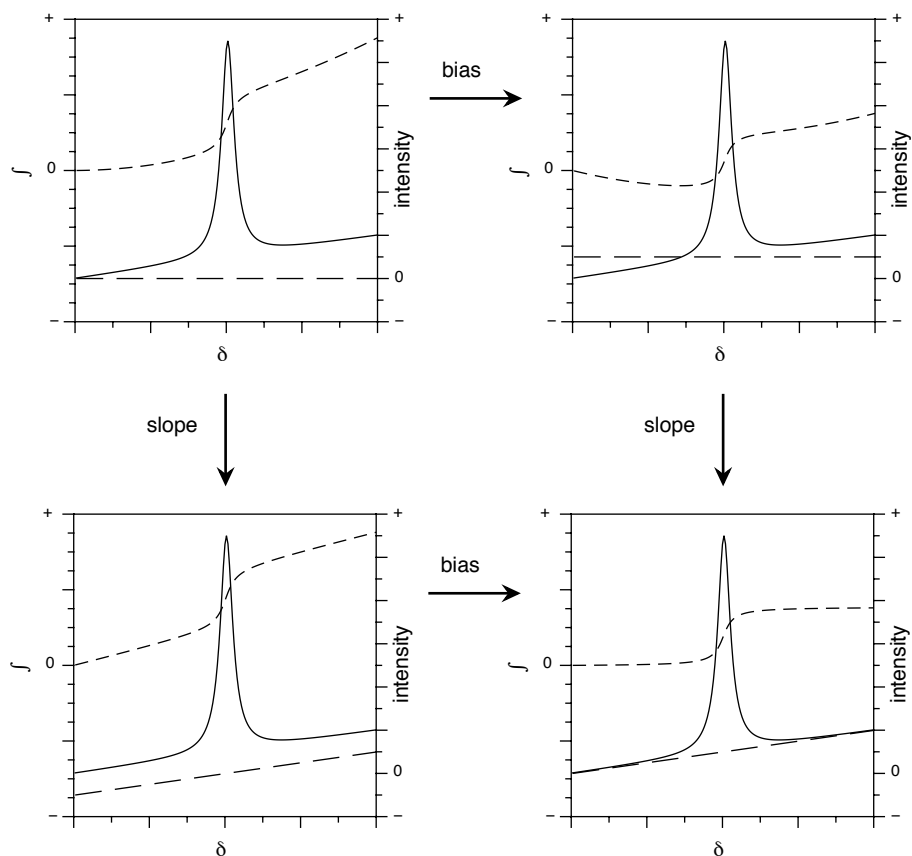 + + + +
bias
0 0
∫ intensity ∫ intensity
0 0
− − − −
δ δ
slope slope
+ + + +
bias
0 0
∫ intensity ∫ intensity
0 0
− − − −
δ δ